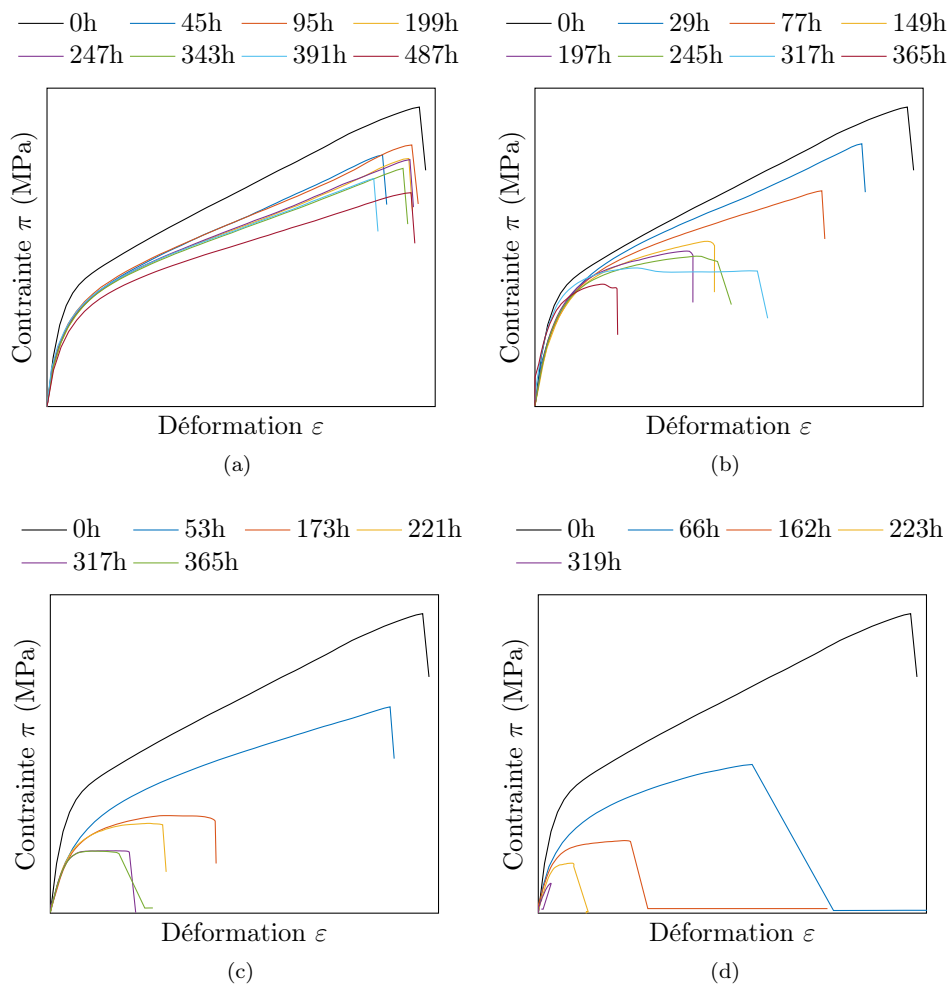 0h 45h 95h 199h
247h 343h 391h 487h
Contrainte π (MPa)
Déformation ε
(a)
0h 29h 77h 149h
197h 245h 317h 365h
Contrainte π (MPa)
Déformation ε
(b)
0h 53h 173h 221h
317h 365h
Contrainte π (MPa)
Déformation ε
(c)
0h 66h 162h 223h
319h
Contrainte π (MPa)
Déformation ε
(d)